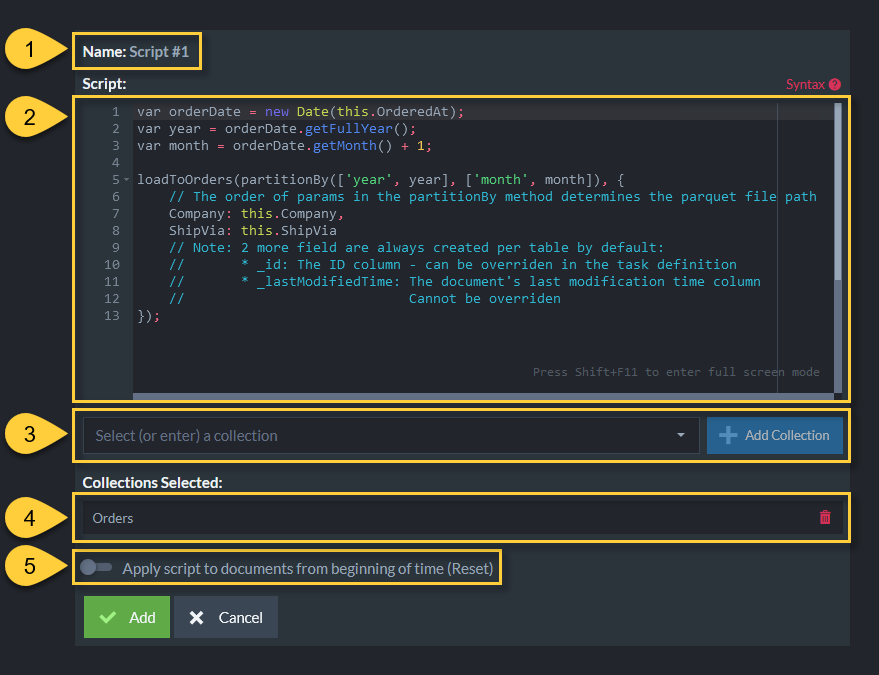 1
Name: Script #1
Script:
Syntax
2
1 var orderDate = new Date(this.OrderedAt);
2 var year = orderDate.getFullYear();
3 var month = orderDate.getMonth() + 1;
4
5 loadToOrders(partitionBy(['year', year], ['month', month]), {
6 // The order of params in the partitionBy method determines the parquet file path
7 Company: this.Company,
8 ShipVia: this.ShipVia
9 // Note: 2 more field are always created per table by default:
10 // * _id: The ID column - can be overriden in the task definition
11 // * _lastModifiedTime: The document's last modification time column
12 // Cannot be overriden
13 });
Press Shift+F11 to enter full screen mode
3
Select (or enter) a collection
Add Collection
Collections Selected:
4
Orders
5
Apply script to documents from beginning of time (Reset)
Add
Cancel